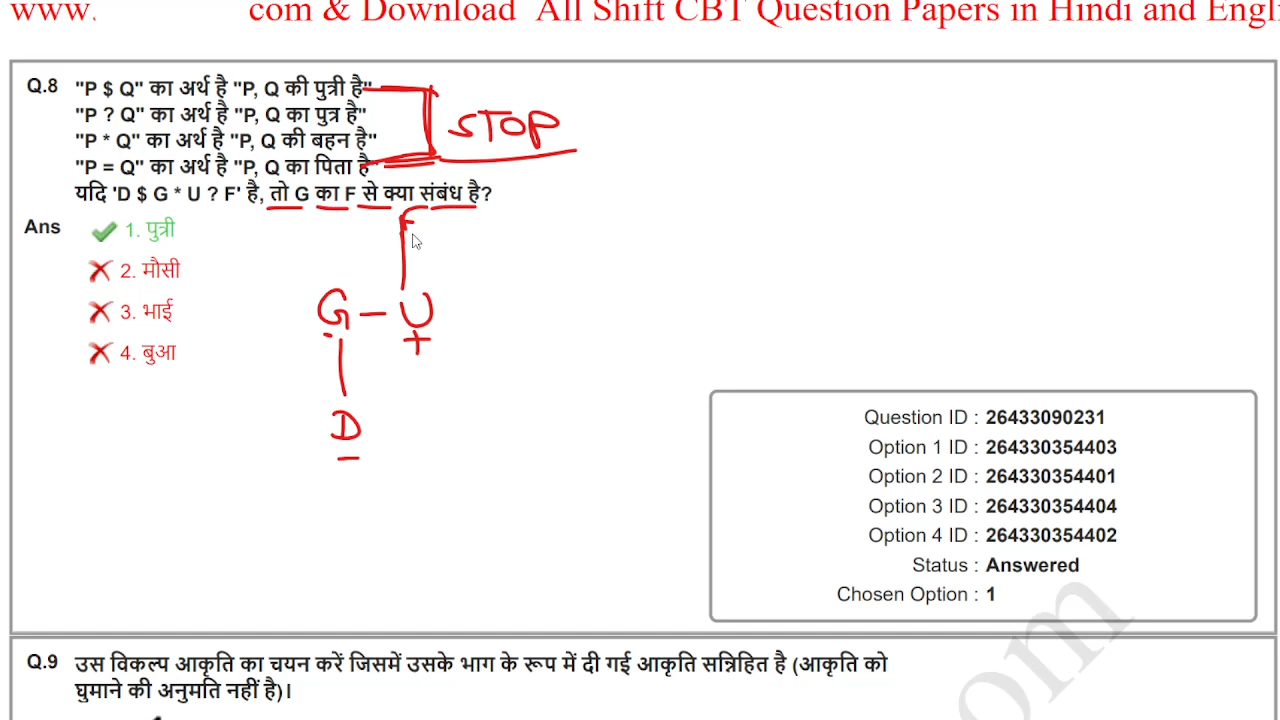 www. com & Download All Shift CBT Question Papers in Hindi and Engli
Q.8 "P $ Q" का अर्थ है "P, Q की पुत्री है"
"P ? Q" का अर्थ है "P, Q का पुत्र है"
"P * Q" का अर्थ है "P, Q की बहन है"
"P = Q" का अर्थ है "P, Q का पिता है"
STOP
यदि 'D $ G * U ? F' है, तो G का F से क्या संबंध है?
Ans 1. पुत्री
2. मौसी
3. भाई
4. बुआ
F
G – U
+
D
Question ID : 26433090231
Option 1 ID : 264330354403
Option 2 ID : 264330354401
Option 3 ID : 264330354404
Option 4 ID : 264330354402
Status : Answered
Chosen Option : 1
om
Q.9 उस विकल्प आकृति का चयन करें जिसमें उसके भाग के रूप में दी गई आकृति सन्निहित है (आकृति को
घुमाने की अनुमति नहीं है)।